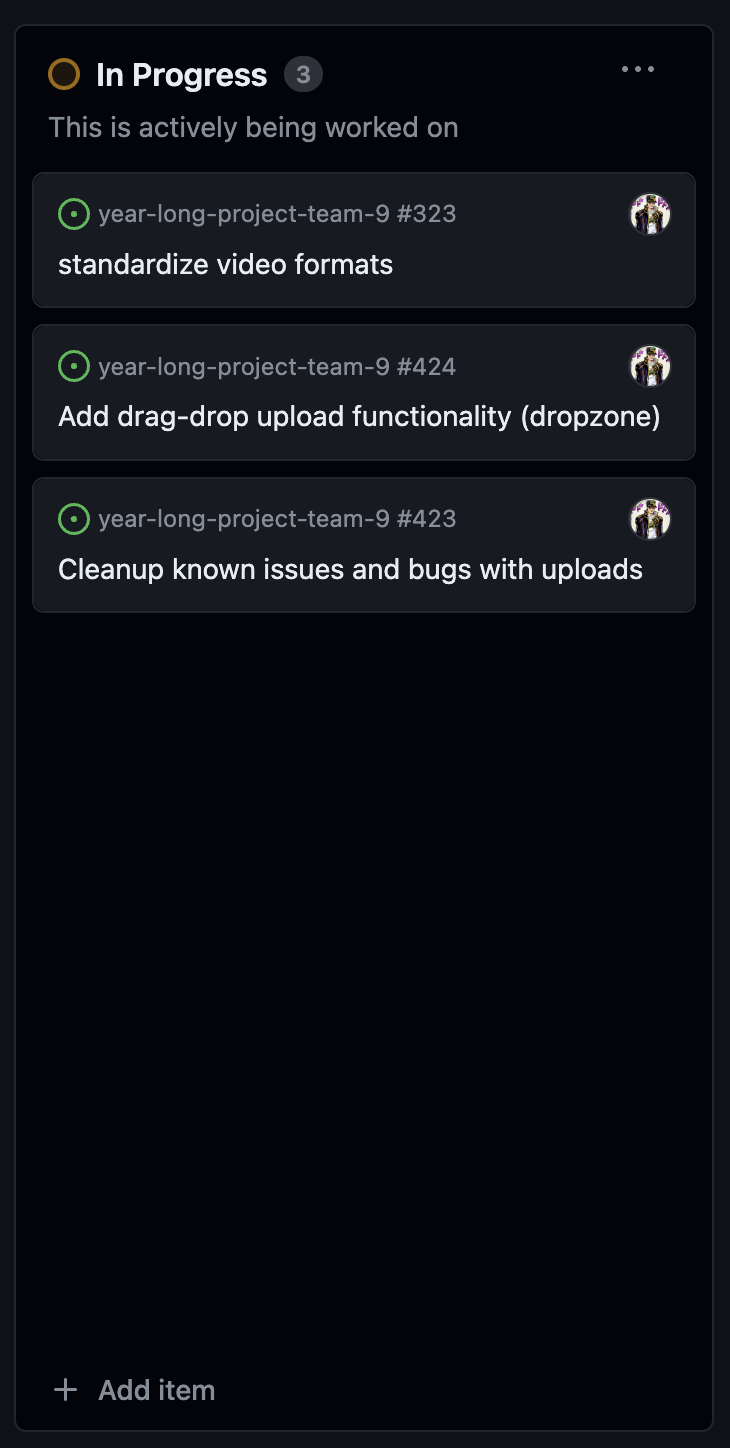 In Progress 3
This is actively being worked on
year-long-project-team-9 #323
standardize video formats
year-long-project-team-9 #424
Add drag-drop upload functionality (dropzone)
year-long-project-team-9 #423
Cleanup known issues and bugs with uploads
Add item